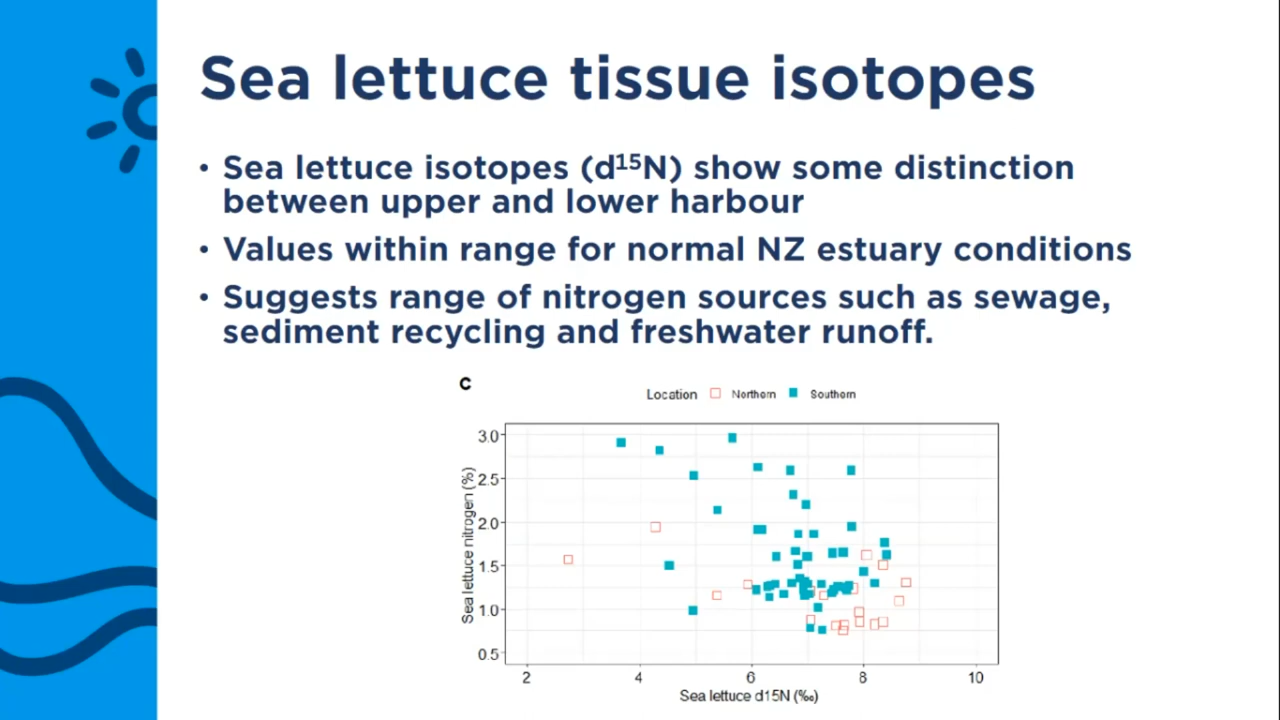 Sea lettuce tissue isotopes
• Sea lettuce isotopes (d¹⁵N) show some distinction
between upper and lower harbour
• Values within range for normal NZ estuary conditions
• Suggests range of nitrogen sources such as sewage,
sediment recycling and freshwater runoff.
c
Location Northern Southern
3.0
2.5
2.0
1.5
1.0
0.5
Sea lettuce nitrogen (%)
2 4 6 8 10
Sea lettuce d15N (‰)